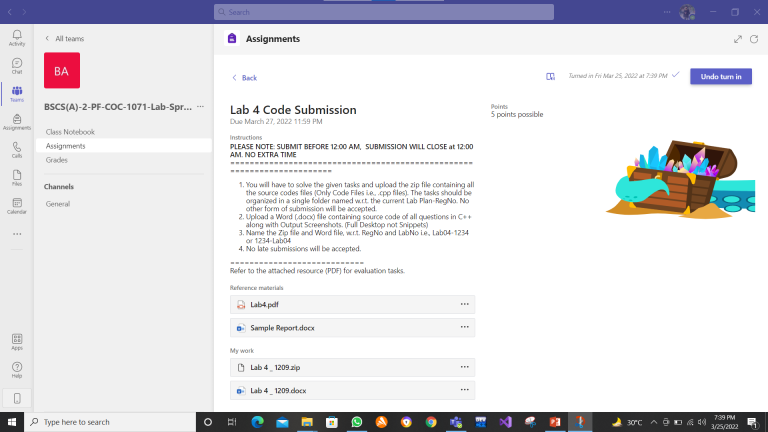 Search
Activity
Chat
Teams
Assignments
Calls
Files
Calendar
Apps
Help
All teams
BA
BSCS(A)-2-PF-COC-1071-Lab-Spr...
Class Notebook
Assignments
Grades
Channels
General
Assignments
Back
Turned in Fri Mar 25, 2022 at 7:39 PM
Undo turn in
Lab 4 Code Submission
Due March 27, 2022 11:59 PM
Points
5 points possible
Instructions
PLEASE NOTE: SUBMIT BEFORE 12:00 AM, SUBMISSION WILL CLOSE at 12:00
AM. NO EXTRA TIME
==================================================
=====================
1. You will have to solve the given tasks and upload the zip file containing all
the source codes files (Only Code Files i.e., .cpp files). The tasks should be
organized in a single folder named w.r.t. the current Lab Plan-RegNo. No
other form of submission will be accepted.
2. Upload a Word (.docx) file containing source code of all questions in C++
along with Output Screenshots. (Full Desktop not Snippets)
3. Name the Zip file and Word file, w.r.t. RegNo and LabNo i.e., Lab04-1234
or 1234-Lab04
4. No late submissions will be accepted.
===========================
Refer to the attached resource (PDF) for evaluation tasks.
Reference materials
Lab4.pdf
Sample Report.docx
My work
Lab 4 _ 1209.zip
Lab 4 _ 1209.docx
Type here to search
30°C
7:39 PM
3/25/2022